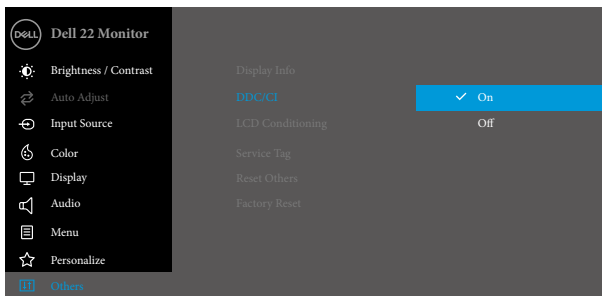 DELL Dell 22 Monitor
Brightness / Contrast
Auto Adjust
Input Source
Color
Display
Audio
Menu
Personalize
Others
Display Info
DDC/CI
LCD Conditioning
Service Tag
Reset Others
Factory Reset
On
Off